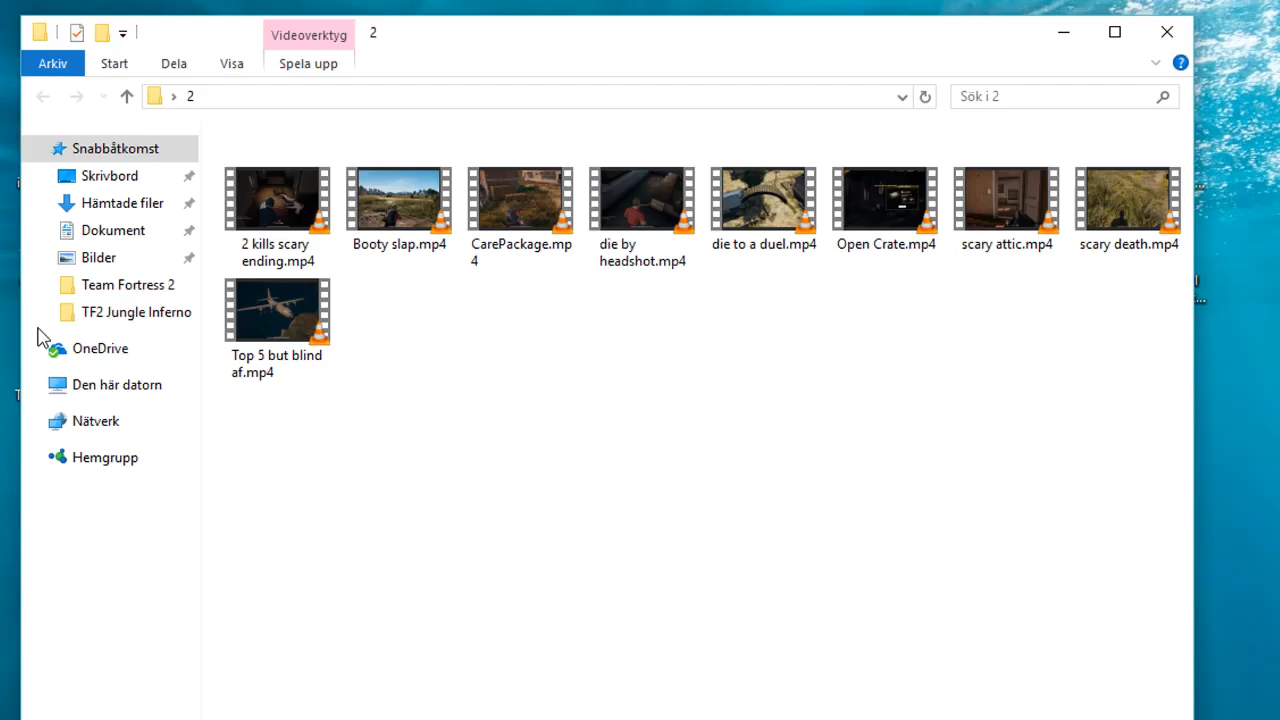 Videoverktyg
2
Arkiv
Start
Dela
Visa
Spela upp
2
Sök i 2
Snabbåtkomst
Skrivbord
Hämtade filer
Dokument
Bilder
Team Fortress 2
TF2 Jungle Inferno
OneDrive
Den här datorn
Nätverk
Hemgrupp
2 kills scary
ending.mp4
Booty slap.mp4
CarePackage.mp
4
die by
headshot.mp4
die to a duel.mp4
Open Crate.mp4
scary attic.mp4
scary death.mp4
Top 5 but blind
af.mp4